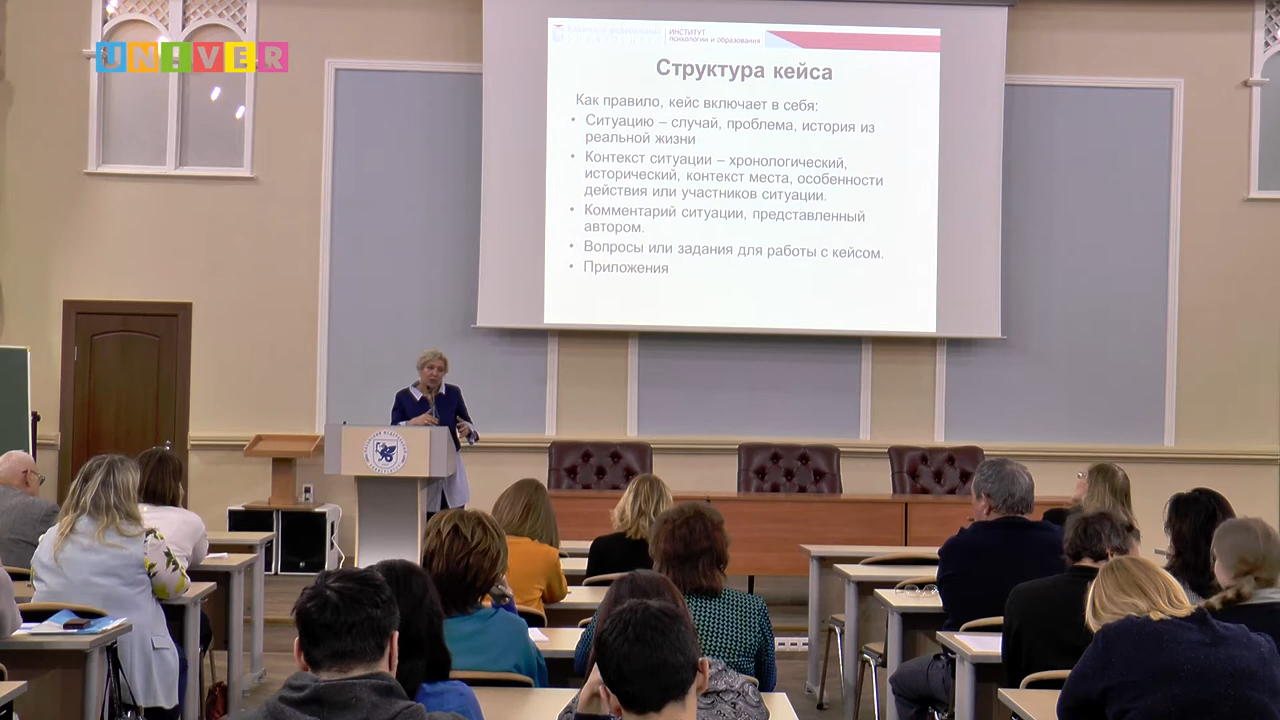 UNIVER
ИНСТИТУТ
психологии и образования
Структура кейса
Как правило, кейс включает в себя:
• Ситуацию – случай, проблема, история из
реальной жизни
• Контекст ситуации – хронологический,
исторический, контекст места, особенности
действия или участников ситуации.
• Комментарий ситуации, представленный
автором.
• Вопросы или задания для работы с кейсом.
• Приложения